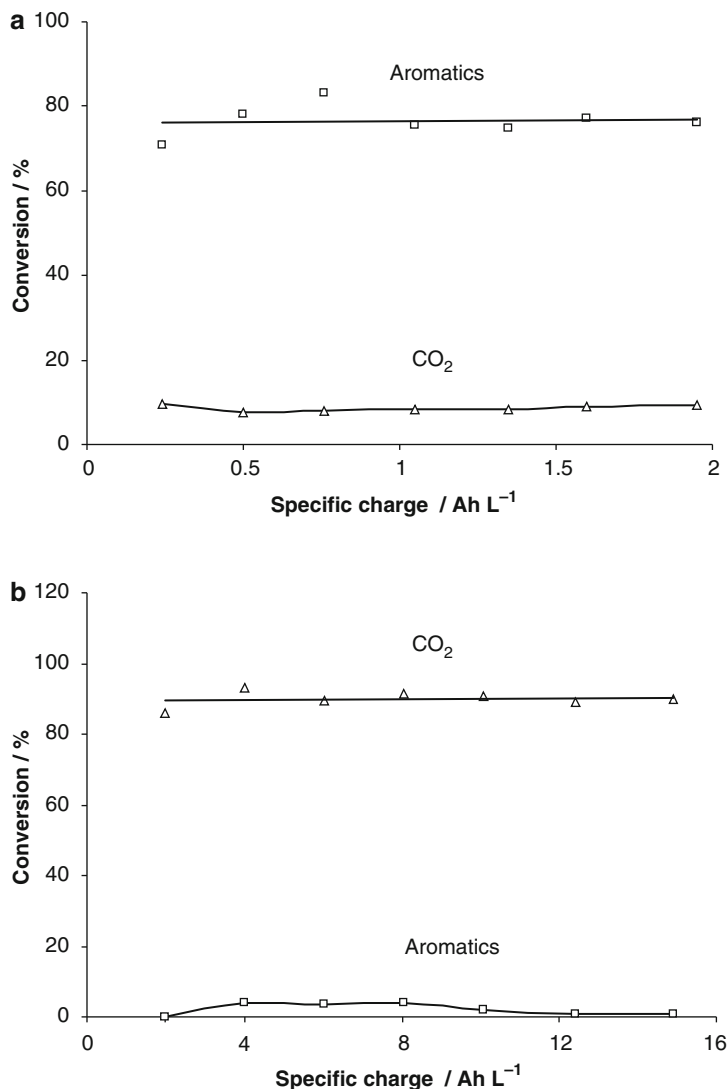 a
100
80
60
40
20
0
Conversion / %
Aromatics
CO₂
0 0.5 1 1.5 2
Specific charge / Ah L⁻¹
b
120
100
80
60
40
20
0
Conversion / %
CO₂
Aromatics
0 4 8 12 16
Specific charge / Ah L⁻¹